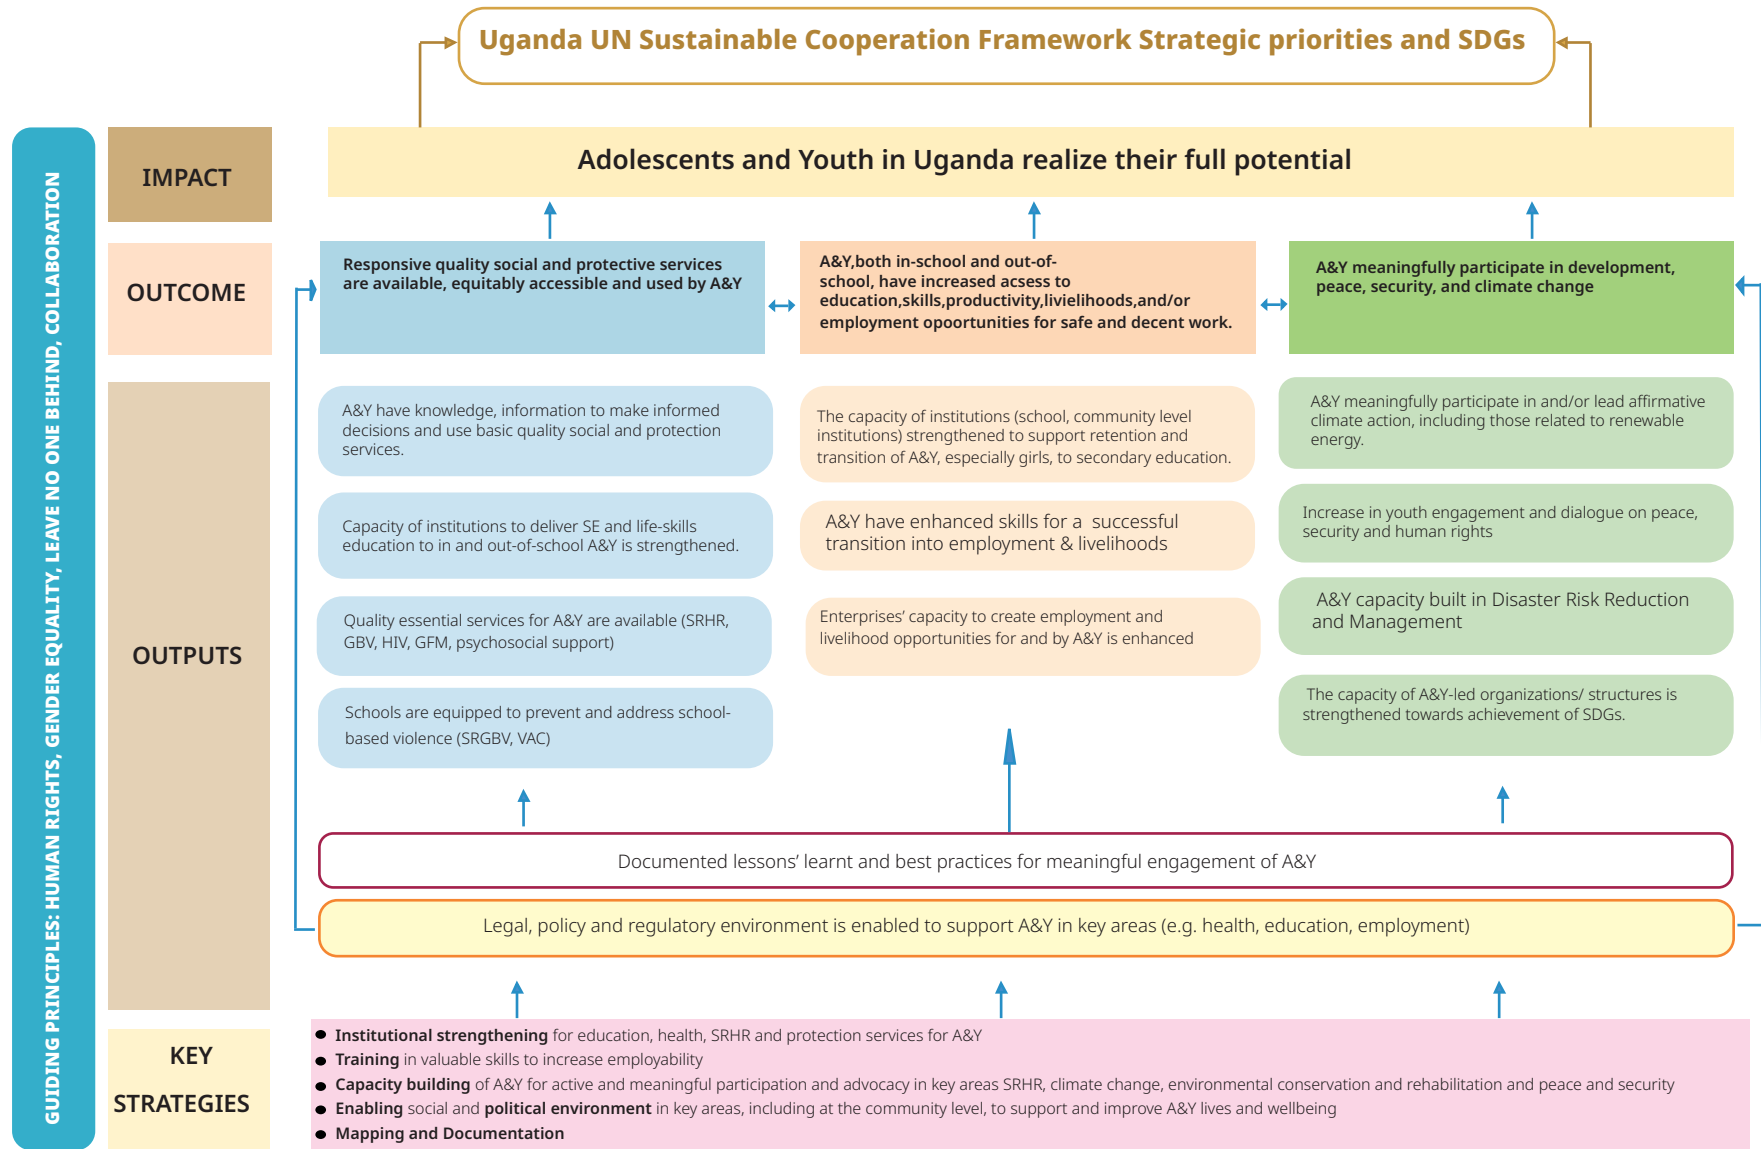 Uganda UN Sustainable Cooperation Framework Strategic priorities and SDGs
GUIDING PRINCIPLES: HUMAN RIGHTS, GENDER EQUALITY, LEAVE NO ONE BEHIND, COLLABORATION
IMPACT
Adolescents and Youth in Uganda realize their full potential
OUTCOME
Responsive quality social and protective services
are available, equitably accessible and used by A&Y
A&Y,both in-school and out-of-
school, have increased acsess to
education,skills,productivity,livielihoods,and/or
employment opoortunities for safe and decent work.
A&Y meaningfully participate in development,
peace, security, and climate change
OUTPUTS
A&Y have knowledge, information to make informed
decisions and use basic quality social and protection
services.
Capacity of institutions to deliver SE and life-skills
education to in and out-of-school A&Y is strengthened.
Quality essential services for A&Y are available (SRHR,
GBV, HIV, GFM, psychosocial support)
Schools are equipped to prevent and address school-
based violence (SRGBV, VAC)
The capacity of institutions (school, community level
institutions) strengthened to support retention and
transition of A&Y, especially girls, to secondary education.
A&Y have enhanced skills for a successful
transition into employment & livelihoods
Enterprises’ capacity to create employment and
livelihood opportunities for and by A&Y is enhanced
A&Y meaningfully participate in and/or lead affirmative
climate action, including those related to renewable
energy.
Increase in youth engagement and dialogue on peace,
security and human rights
A&Y capacity built in Disaster Risk Reduction
and Management
The capacity of A&Y-led organizations/ structures is
strengthened towards achievement of SDGs.
Documented lessons’ learnt and best practices for meaningful engagement of A&Y
Legal, policy and regulatory environment is enabled to support A&Y in key areas (e.g. health, education, employment)
KEY
STRATEGIES
● Institutional strengthening for education, health, SRHR and protection services for A&Y
● Training in valuable skills to increase employability
● Capacity building of A&Y for active and meaningful participation and advocacy in key areas SRHR, climate change, environmental conservation and rehabilitation and peace and security
● Enabling social and political environment in key areas, including at the community level, to support and improve A&Y lives and wellbeing
● Mapping and Documentation